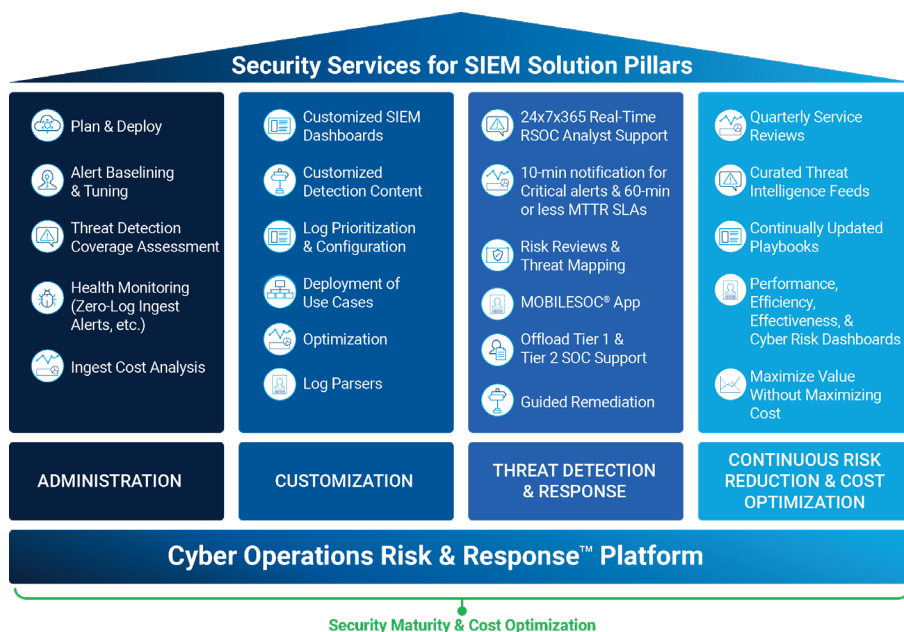 Security Services for SIEM Solution Pillars
Plan & Deploy
Alert Baselining
& Tuning
Threat Detection
Coverage Assessment
Health Monitoring
(Zero-Log Ingest
Alerts, etc.)
Ingest Cost Analysis
ADMINISTRATION
Customized SIEM
Dashboards
Customized
Detection Content
Log Prioritization
& Configuration
Deployment of
Use Cases
Optimization
Log Parsers
CUSTOMIZATION
24x7x365 Real-Time
RSOC Analyst Support
10-min notification for
Critical alerts & 60-min
or less MTTR SLAs
Risk Reviews &
Threat Mapping
MOBILESOC® App
Offload Tier 1 &
Tier 2 SOC Support
Guided Remediation
THREAT DETECTION
& RESPONSE
Quarterly Service
Reviews
Curated Threat
Intelligence Feeds
Continually Updated
Playbooks
Performance,
Efficiency,
Effectiveness, &
Cyber Risk Dashboards
Maximize Value
Without Maximizing
Cost
CONTINUOUS RISK
REDUCTION & COST
OPTIMIZATION
Cyber Operations Risk & Response™ Platform
Security Maturity & Cost Optimization